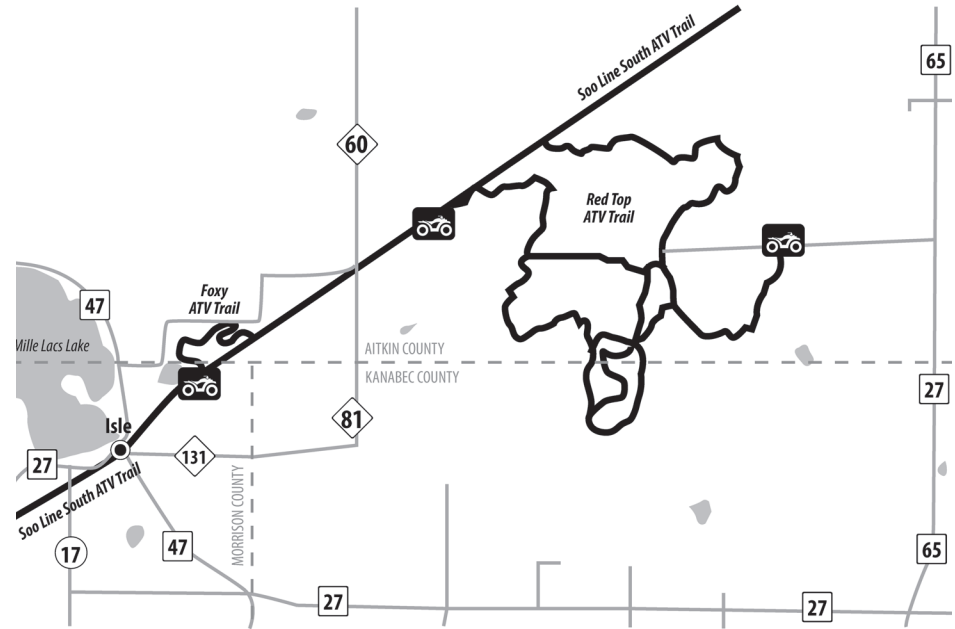 Soo Line South ATV Trail
65
60
Red Top
ATV Trail
47
Foxy
ATV Trail
Mille Lacs Lake
AITKIN COUNTY
KANABEC COUNTY
27
81
Isle
131
27
MORRISON COUNTY
Soo Line South ATV Trail
17
47
65
27
27